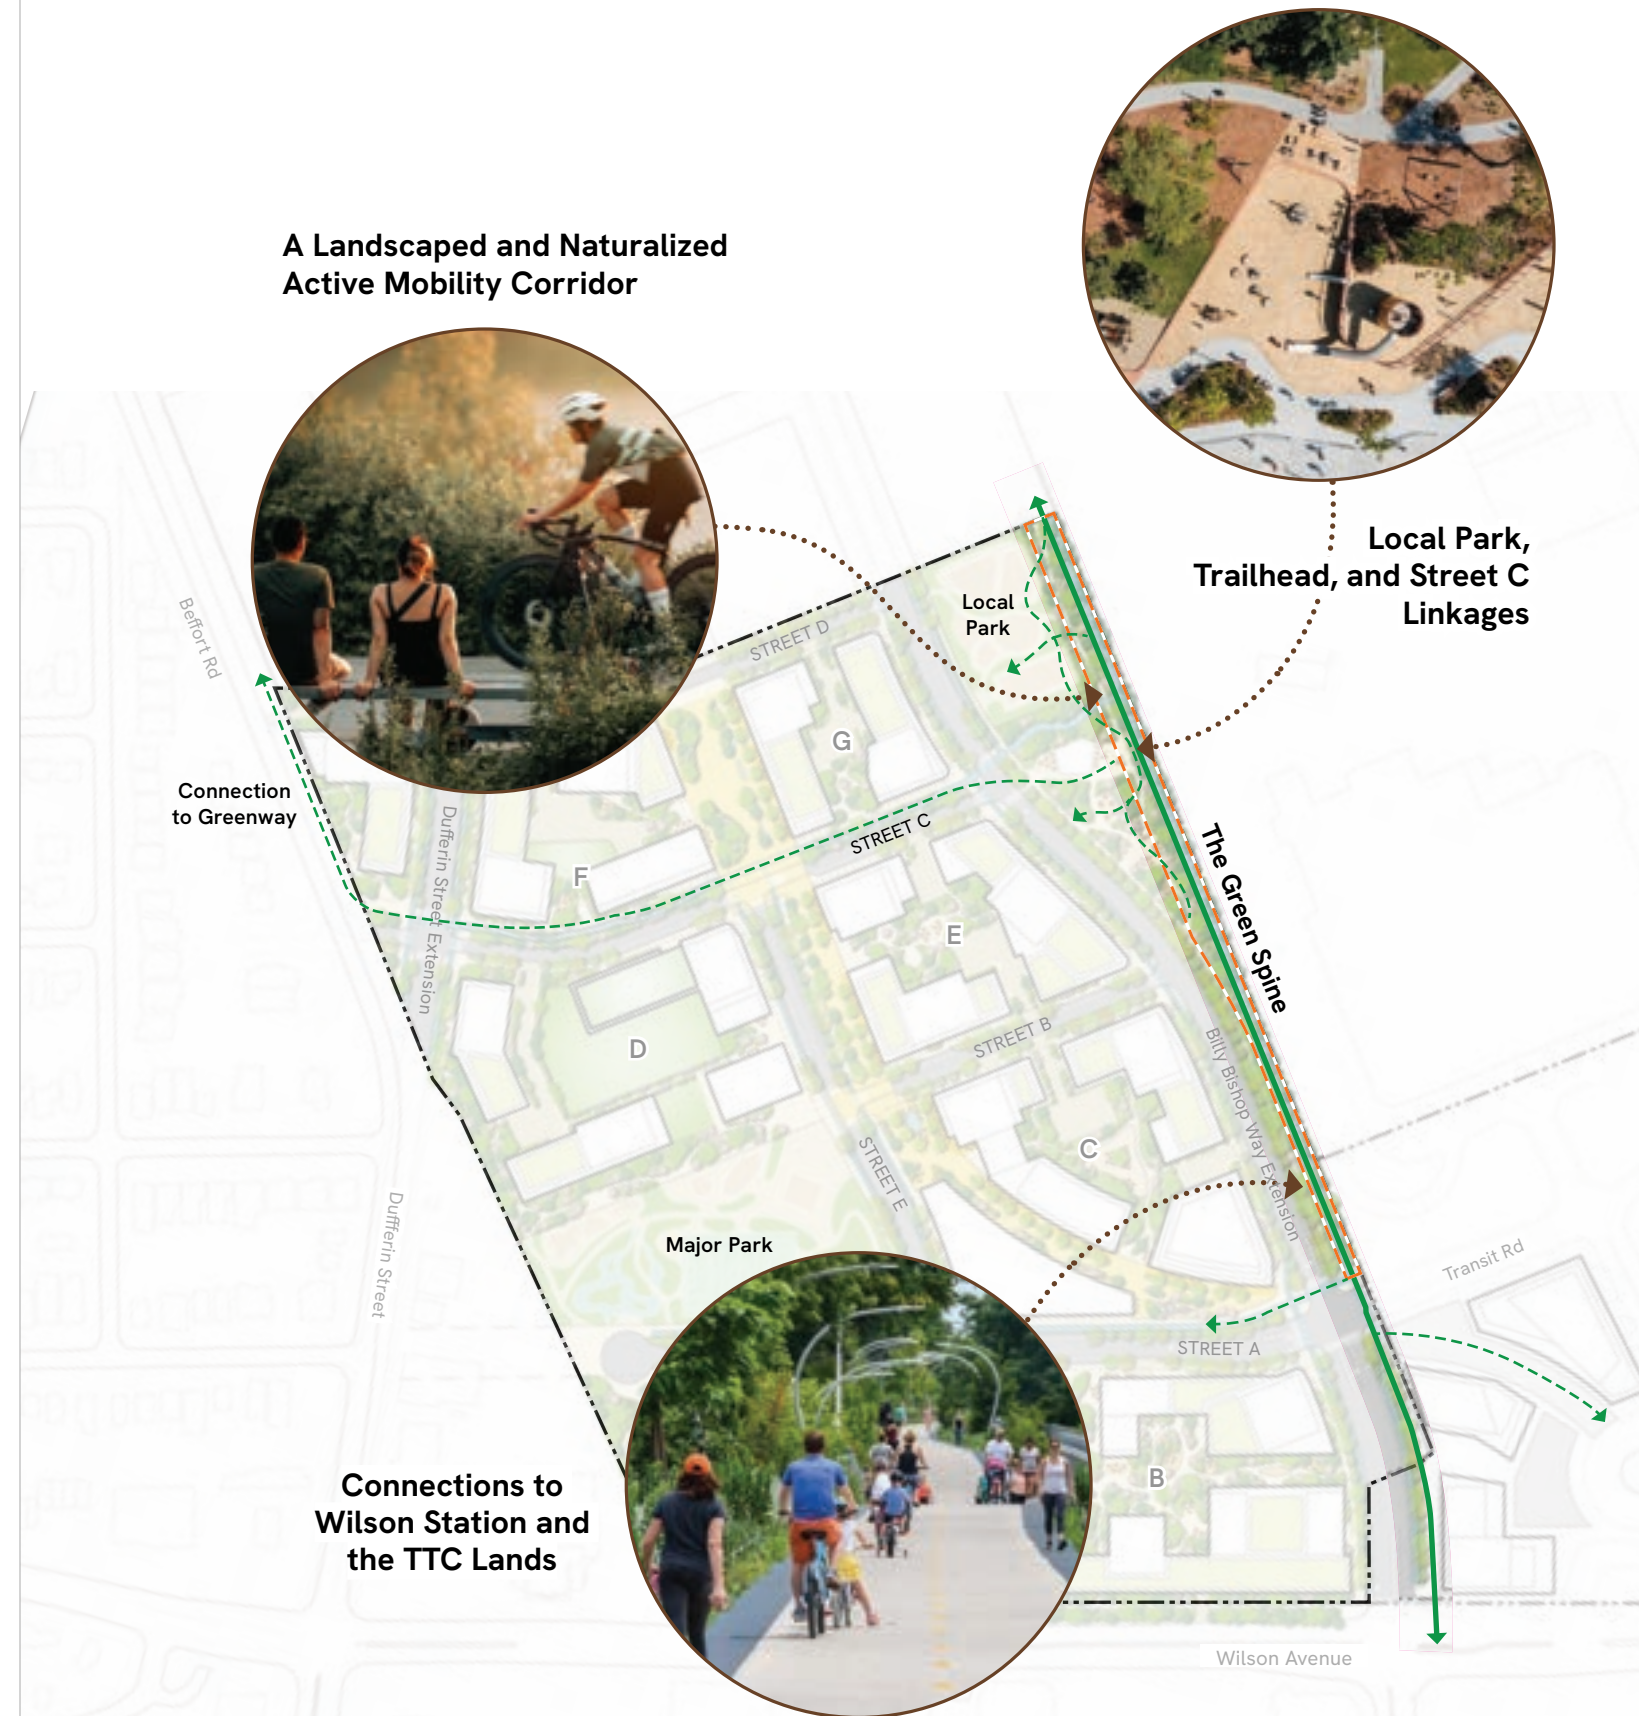 A Landscaped and Naturalized
Active Mobility Corridor
Local Park,
Trailhead, and Street C
Linkages
Local
Park
Beffort Rd
STREET D
G
Connection
to Greenway
Dufferin Street Extension
STREET C
The Green Spine
F
E
D
STREET B
Billy Bishop Way Extension
C
STREET E
Dufferin Street
Major Park
Transit Rd
STREET A
B
Connections to
Wilson Station and
the TTC Lands
Wilson Avenue